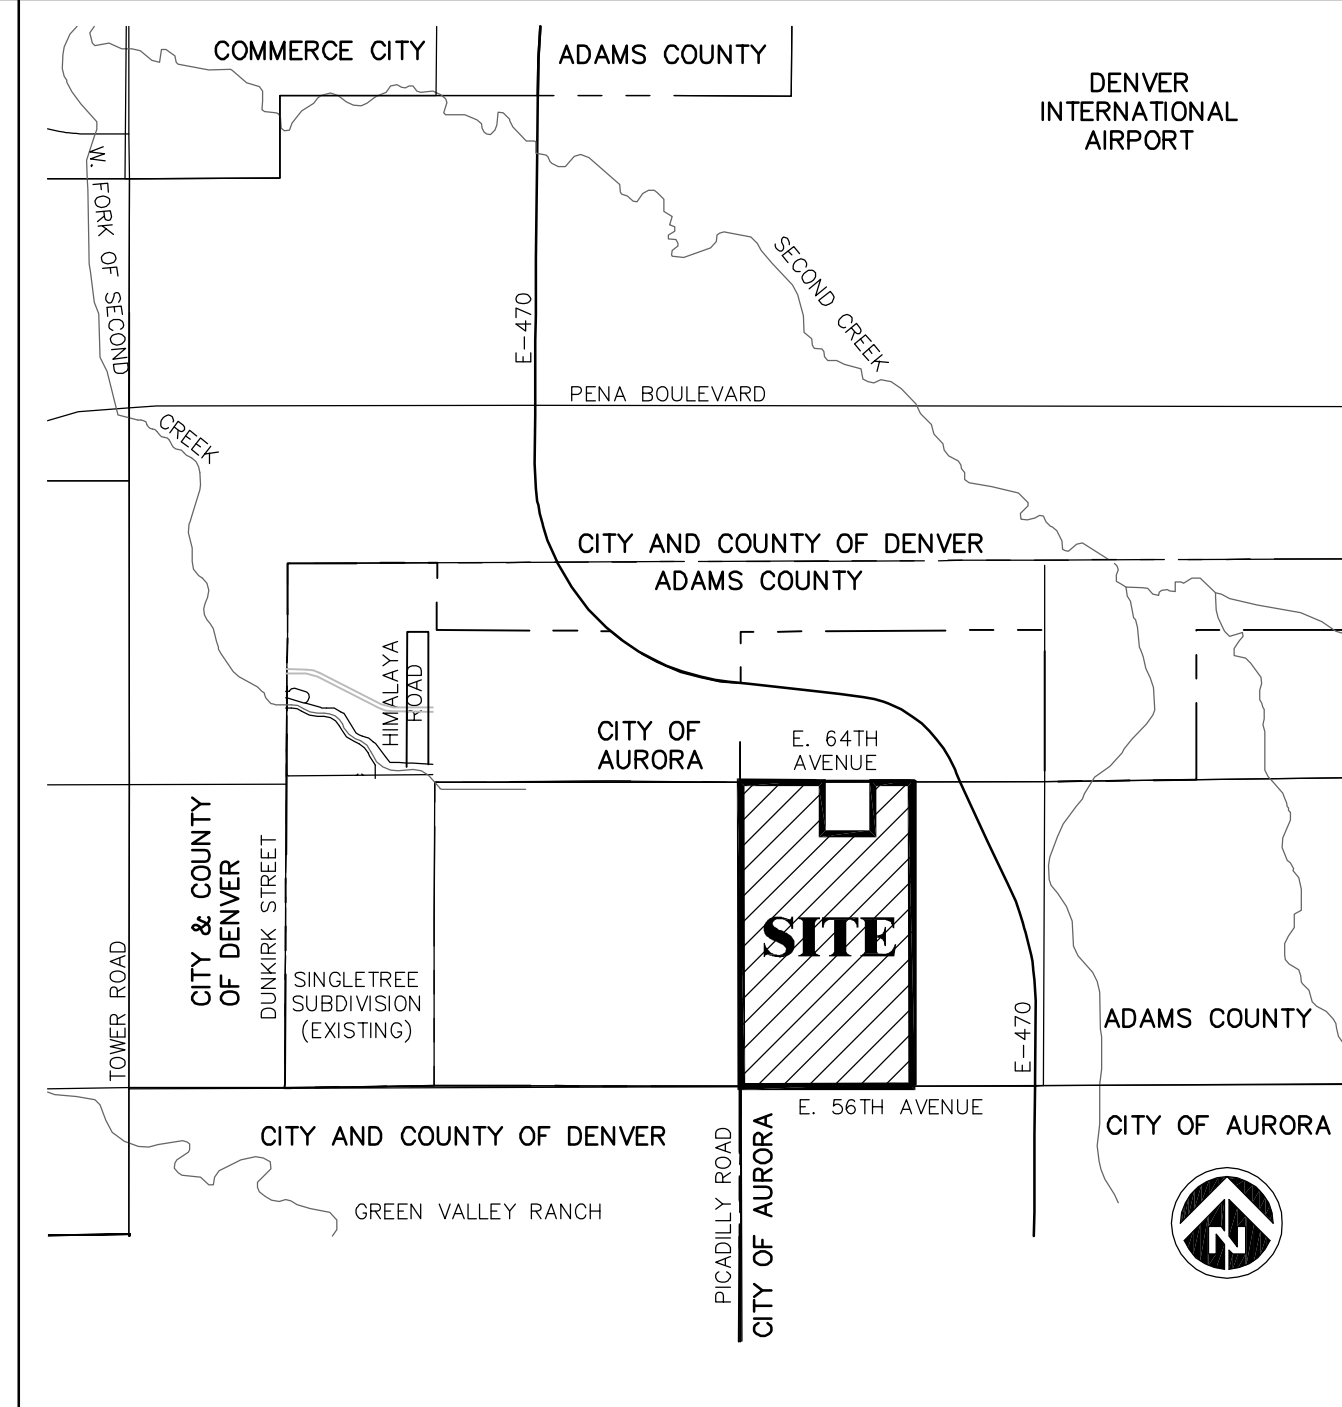 COMMERCE CITY
ADAMS COUNTY
DENVER
INTERNATIONAL
AIRPORT
W. FORK OF SECOND
CREEK
SECOND CREEK
E-470
PENA BOULEVARD
CITY AND COUNTY OF DENVER
ADAMS COUNTY
HIMALAYA
ROAD
CITY OF
AURORA
E. 64TH
AVENUE
CITY & COUNTY
OF DENVER
DUNKIRK STREET
TOWER ROAD
SINGLETREE
SUBDIVISION
(EXISTING)
SITE
E-470
ADAMS COUNTY
E. 56TH AVENUE
CITY OF AURORA
CITY AND COUNTY OF DENVER
GREEN VALLEY RANCH
PICADILLY ROAD
CITY OF AURORA
N